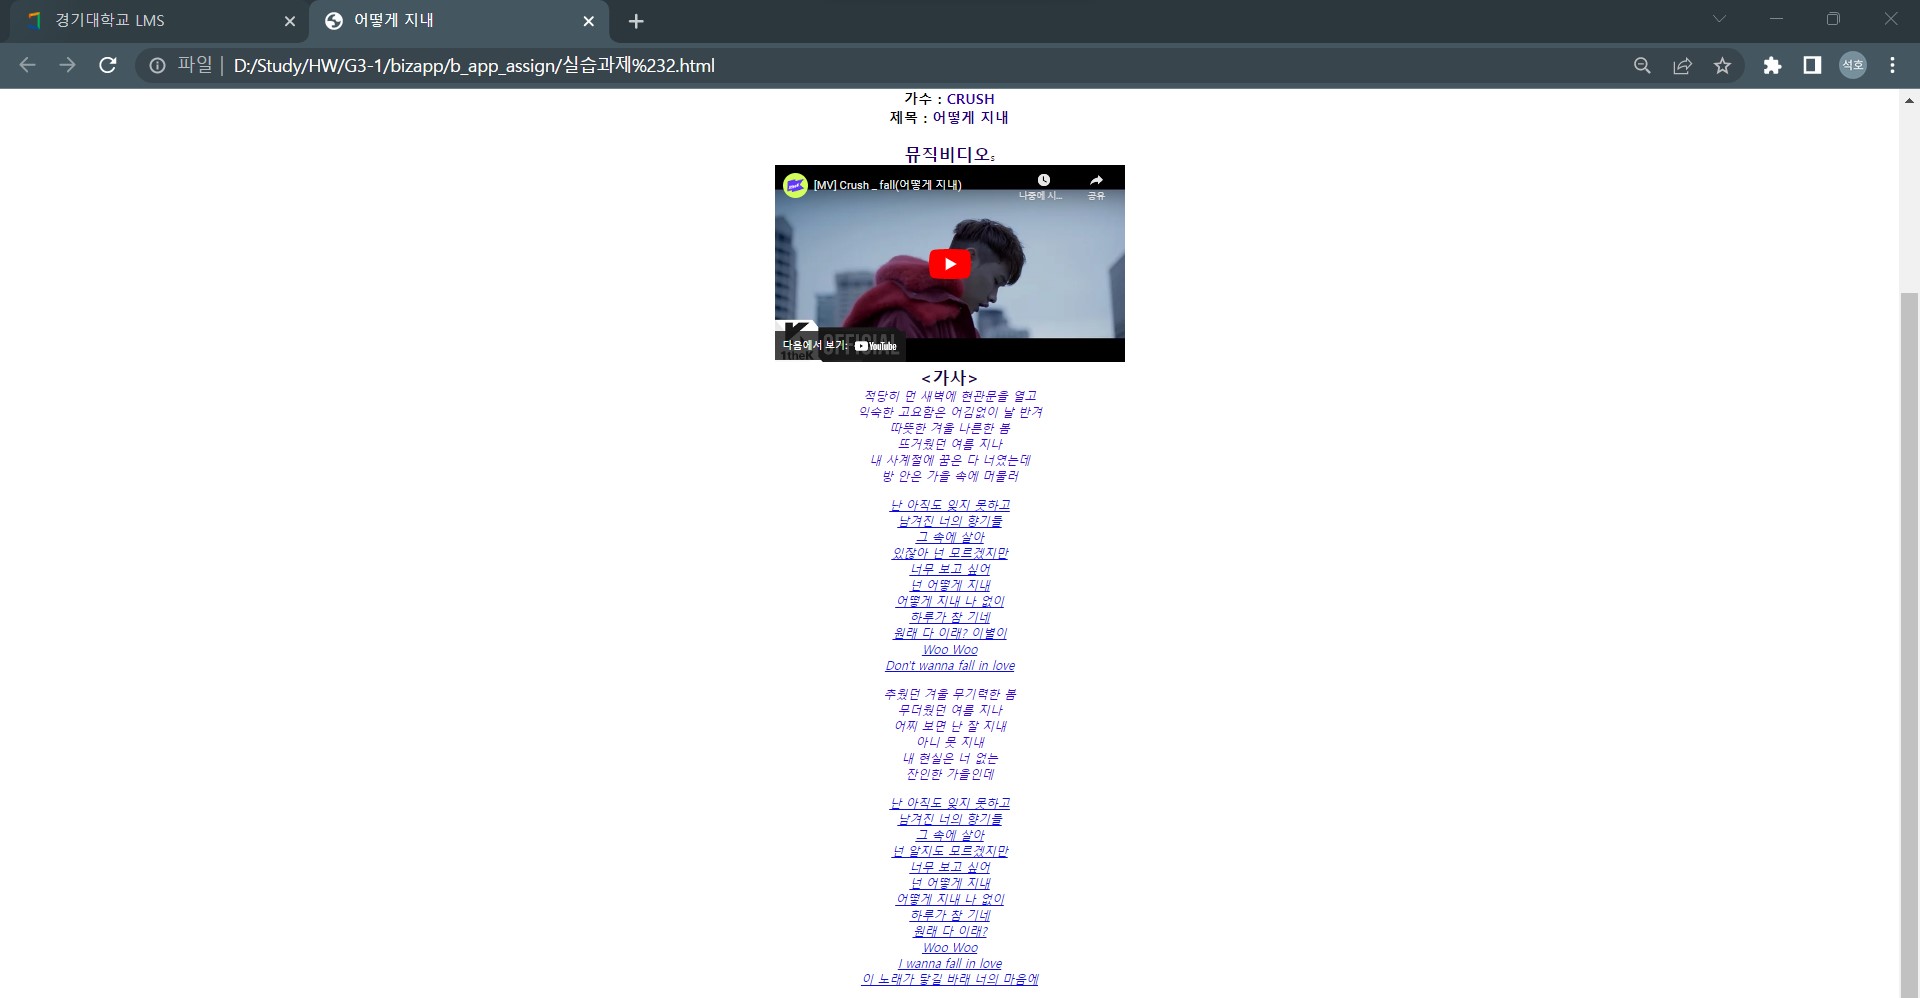 경기대학교 LMS
어떻게 지내
파일 | D:/Study/HW/G3-1/bizapp/b_app_assign/실습과제%232.html
석호
가수 : CRUSH
제목 : 어떻게 지내
뮤직비디오s
[MV] Crush _ fall(어떻게 지내)
나중에 시...
공유
다음에서 보기: YouTube
1theK OFFICIAL
<가사>
적당히 먼 새벽에 현관문을 열고
익숙한 고요함은 어김없이 날 반겨
따뜻한 겨울 나른한 봄
뜨거웠던 여름 지나
내 사계절에 꿈은 다 너였는데
방 안은 가을 속에 머물러
난 아직도 잊지 못하고
남겨진 너의 향기들
그 속에 살아
있잖아 넌 모르겠지만
너무 보고 싶어
넌 어떻게 지내
어떻게 지내 나 없이
하루가 참 기네
원래 다 이래? 이별이
Woo Woo
Don't wanna fall in love
추웠던 겨울 무기력한 봄
무더웠던 여름 지나
어찌 보면 난 잘 지내
아니 못 지내
내 현실은 너 없는
잔인한 가을인데
난 아직도 잊지 못하고
남겨진 너의 향기들
그 속에 살아
넌 알지도 모르겠지만
너무 보고 싶어
넌 어떻게 지내
어떻게 지내 나 없이
하루가 참 기네
원래 다 이래?
Woo Woo
I wanna fall in love
이 노래가 닿길 바래 너의 마음에